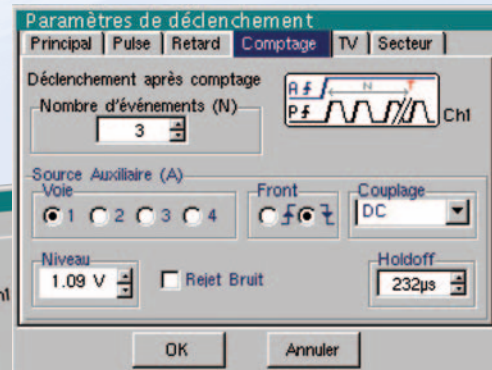 Paramètres de déclenchement
Principal Pulse Retard Comptage TV Secteur
Déclenchement après comptage
Nombre d'événements (N)
3
A N T
P Ch1
Source Auxiliaire (A)
Voie Front Couplage
1 2 3 4 DC
Niveau Holdoff
1.09 V Rejet Bruit 232µs
OK Annuler